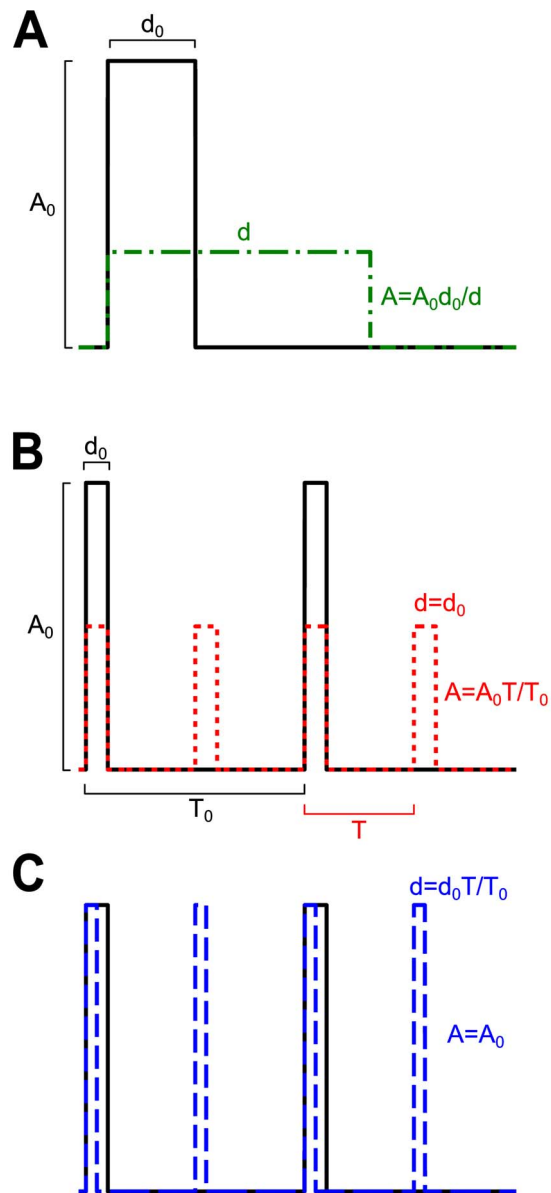 A
d₀
A₀
d
A=A₀d₀/d
B
d₀
A₀
d=d₀
A=A₀T/T₀
T₀
T
C
d=d₀T/T₀
A=A₀